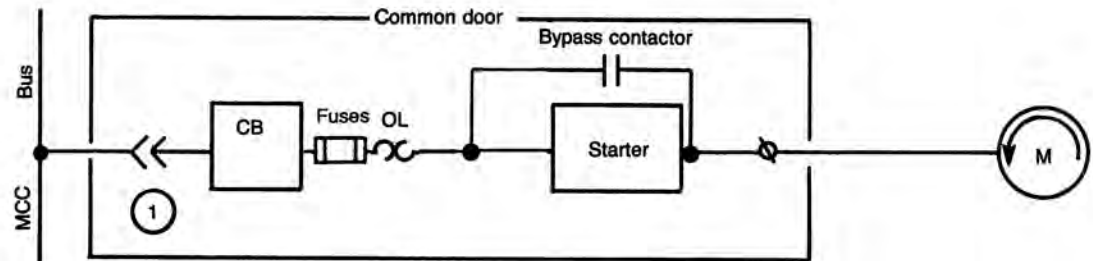 Common door
Bypass contactor
Bus
CB
Fuses
OL
Starter
M
MCC
1